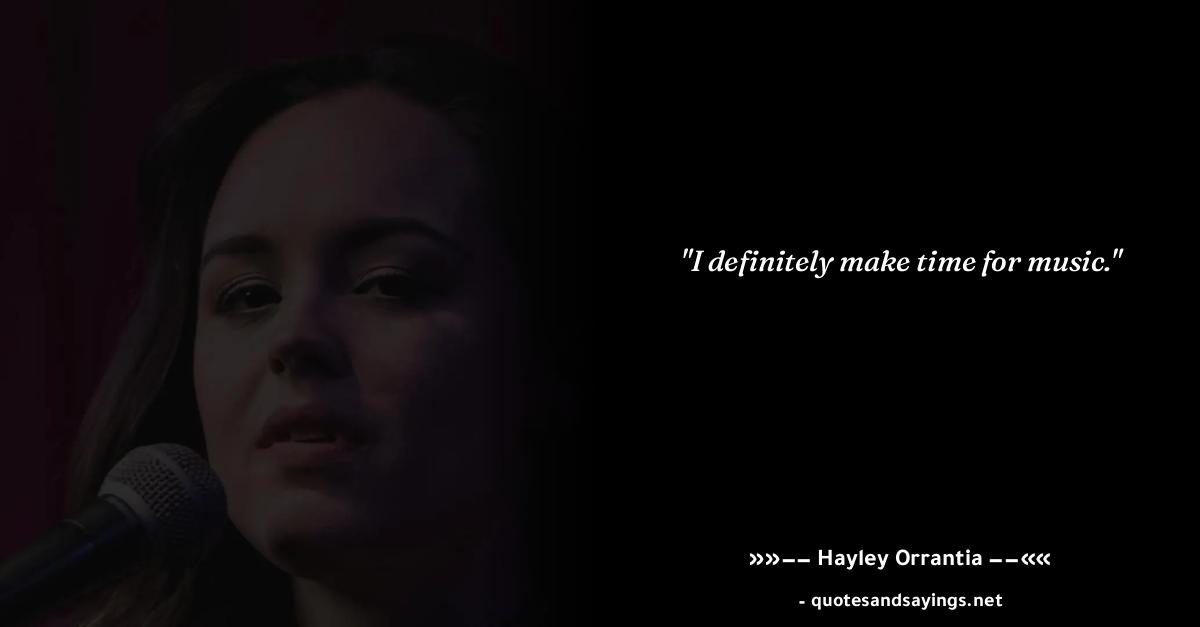 "I definitely make time for music."
»»–– Hayley Orrantia ––««
- quotesandsayings.net